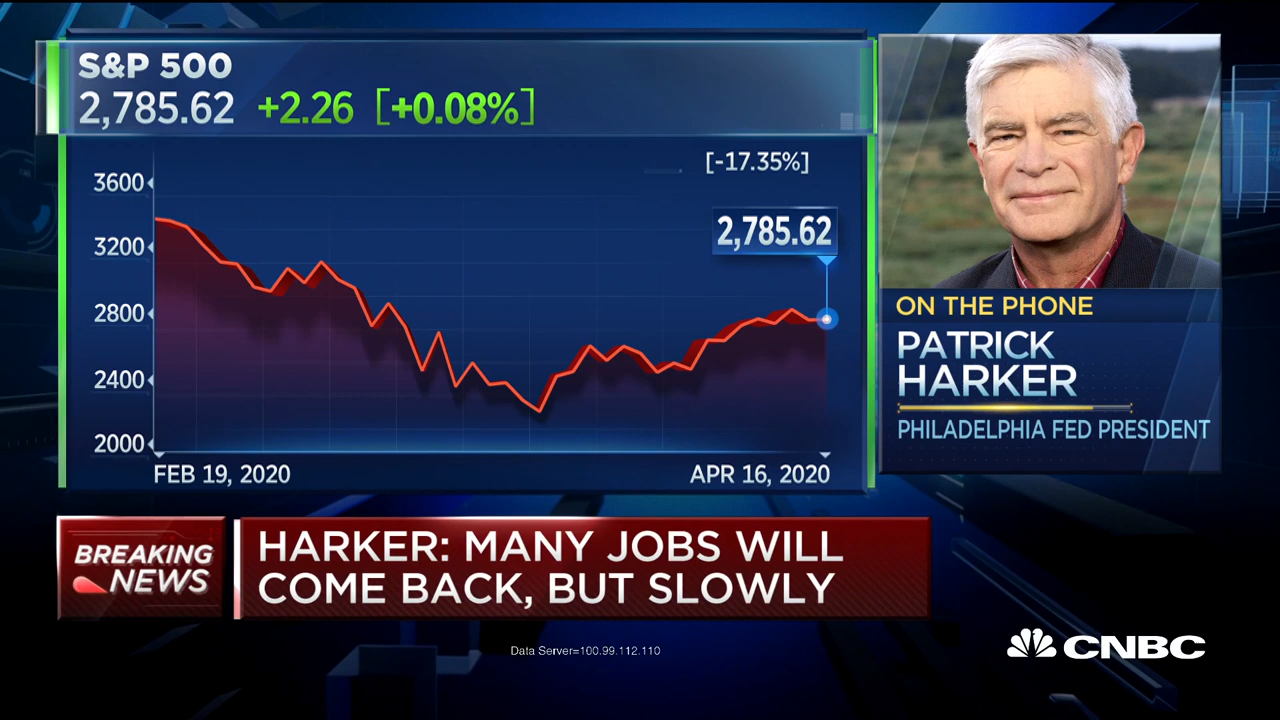 S&P 500
2,785.62 +2.26 [+0.08%]
[-17.35%]
2,785.62
3600
3200
2800
2400
2000
FEB 19, 2020 APR 16, 2020
ON THE PHONE
PATRICK
HARKER
PHILADELPHIA FED PRESIDENT
BREAKING
NEWS
HARKER: MANY JOBS WILL
COME BACK, BUT SLOWLY
Data Server=100.99.112.110
CNBC